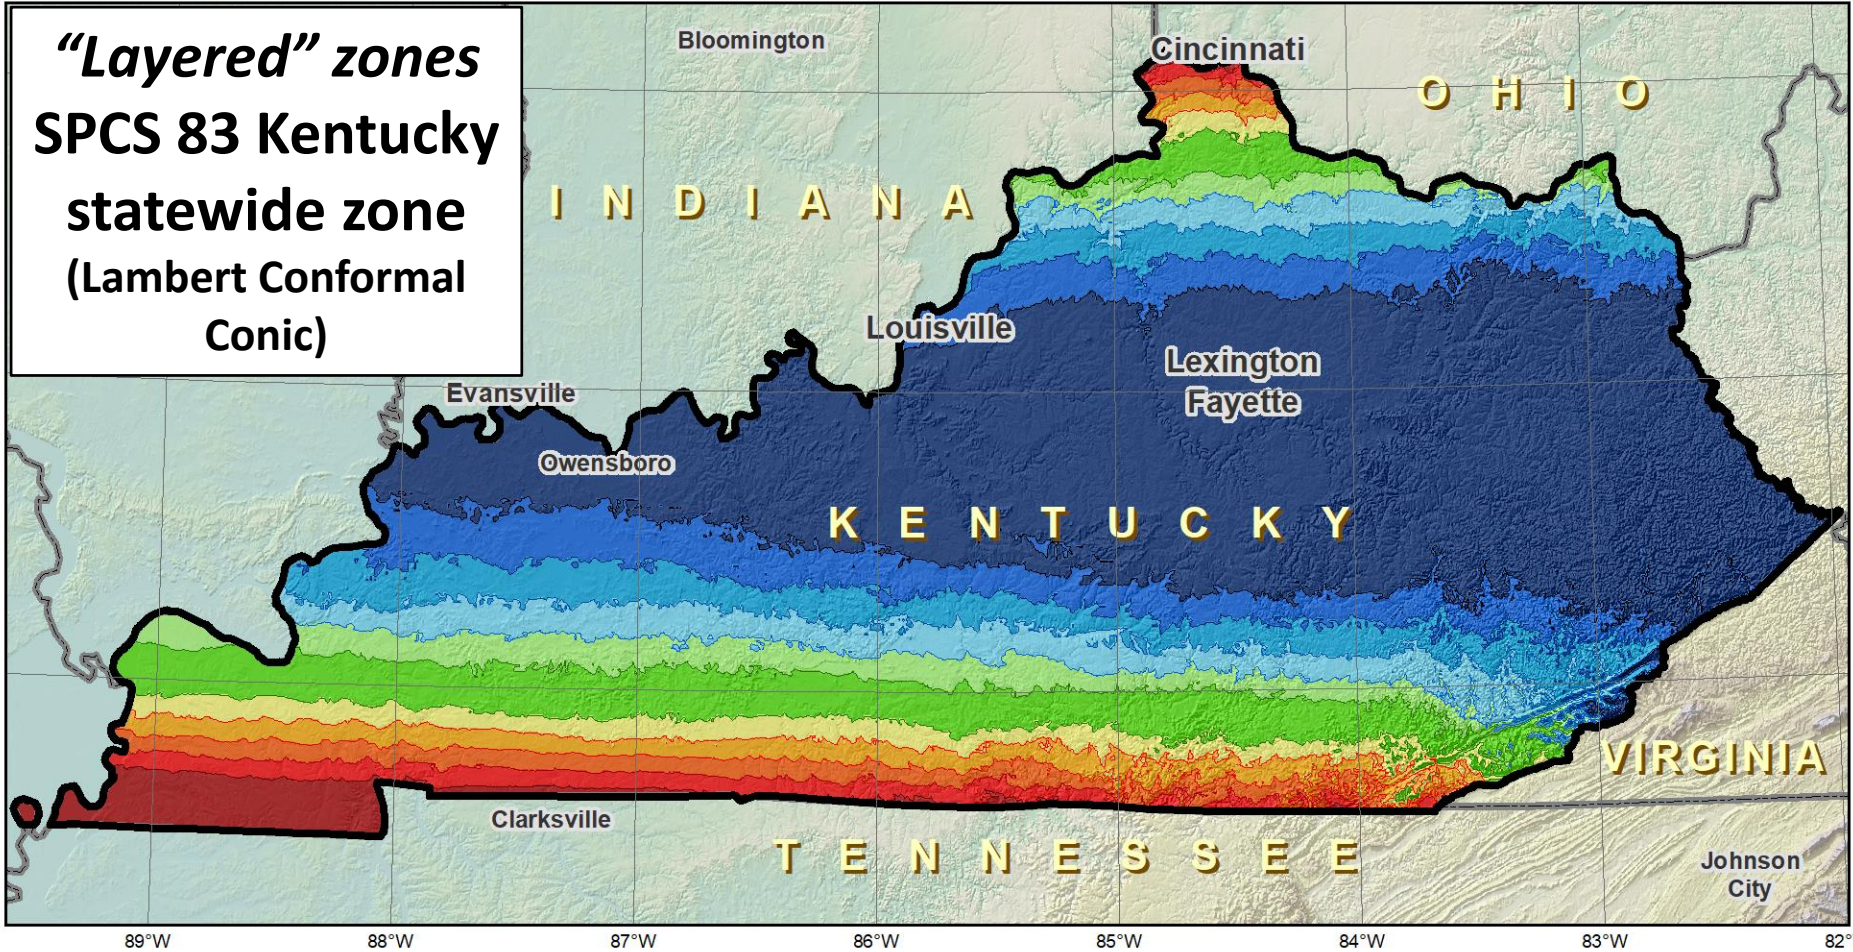 “Layered” zones
SPCS 83 Kentucky
statewide zone
(Lambert Conformal
Conic)
Bloomington
Cincinnati
OHIO
INDIANA
Louisville
Lexington
Fayette
Evansville
Owensboro
KENTUCKY
VIRGINIA
Clarksville
TENNESSEE
Johnson
City
89°W 88°W 87°W 86°W 85°W 84°W 83°W 82°